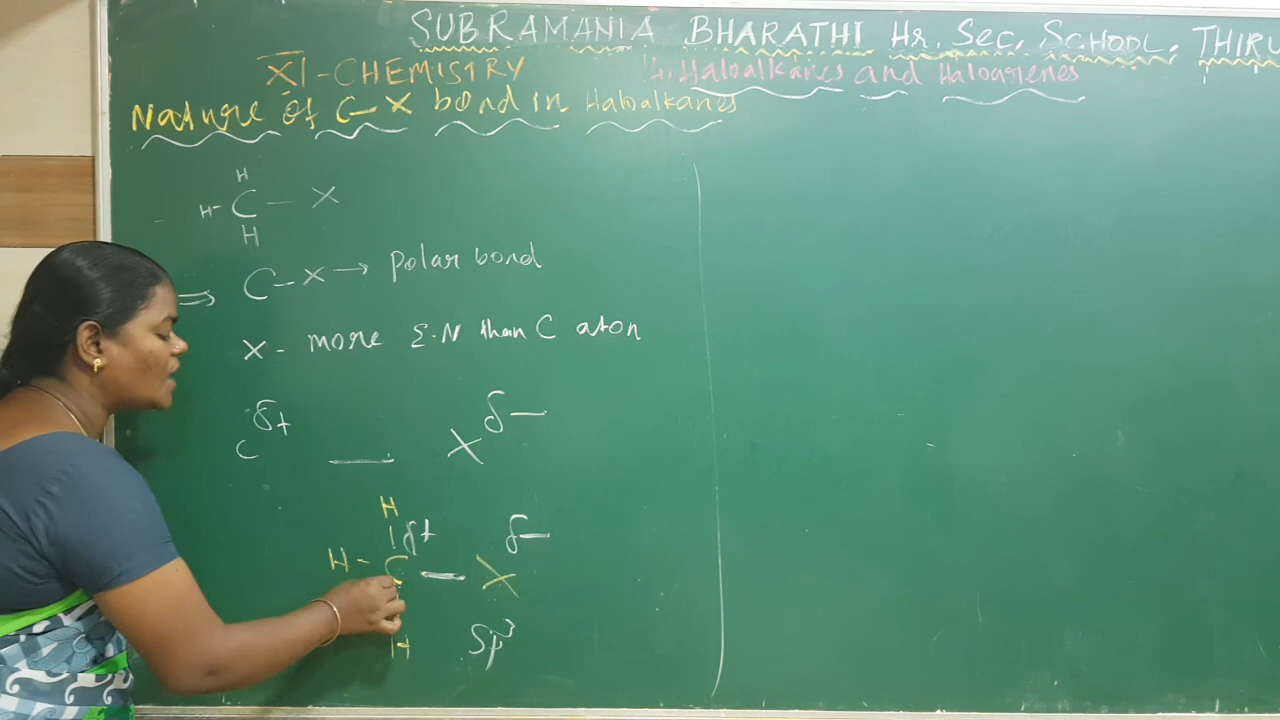 SUBRAMANIA BHARATHI Hr. Sec. SCHOOL, THIRU
XI-CHEMISTRY
Haloalkanes and Haloarenes
Nature of C-X bond in Haloalkanes
H
H- C - X
H
⇒ C-X → Polar bond
X - more E.N than C atom
C δ+ — X δ-
H
H - C δ+ — X δ-
H
Sp³